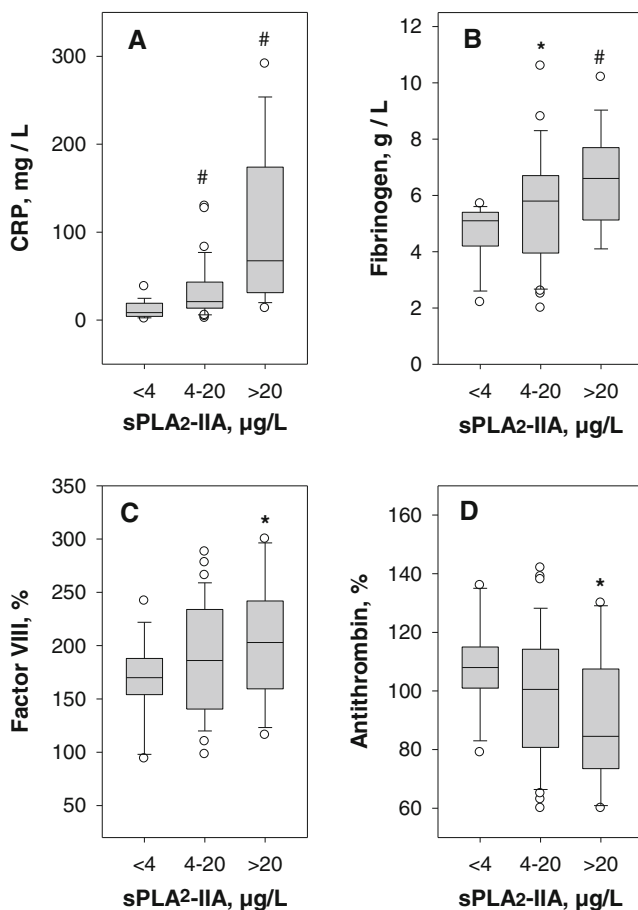 A
#
#
300
200
100
0
CRP, mg / L
<4 4-20 >20
sPLA2-IIA, µg/L
B
*
#
12
10
8
6
4
2
0
Fibrinogen, g / L
<4 4-20 >20
sPLA2-IIA, µg/L
C
*
350
300
250
200
150
100
50
Factor VIII, %
<4 4-20 >20
sPLA2-IIA, µg/L
D
*
160
140
120
100
80
60
Antithrombin, %
<4 4-20 >20
sPLA2-IIA, µg/L